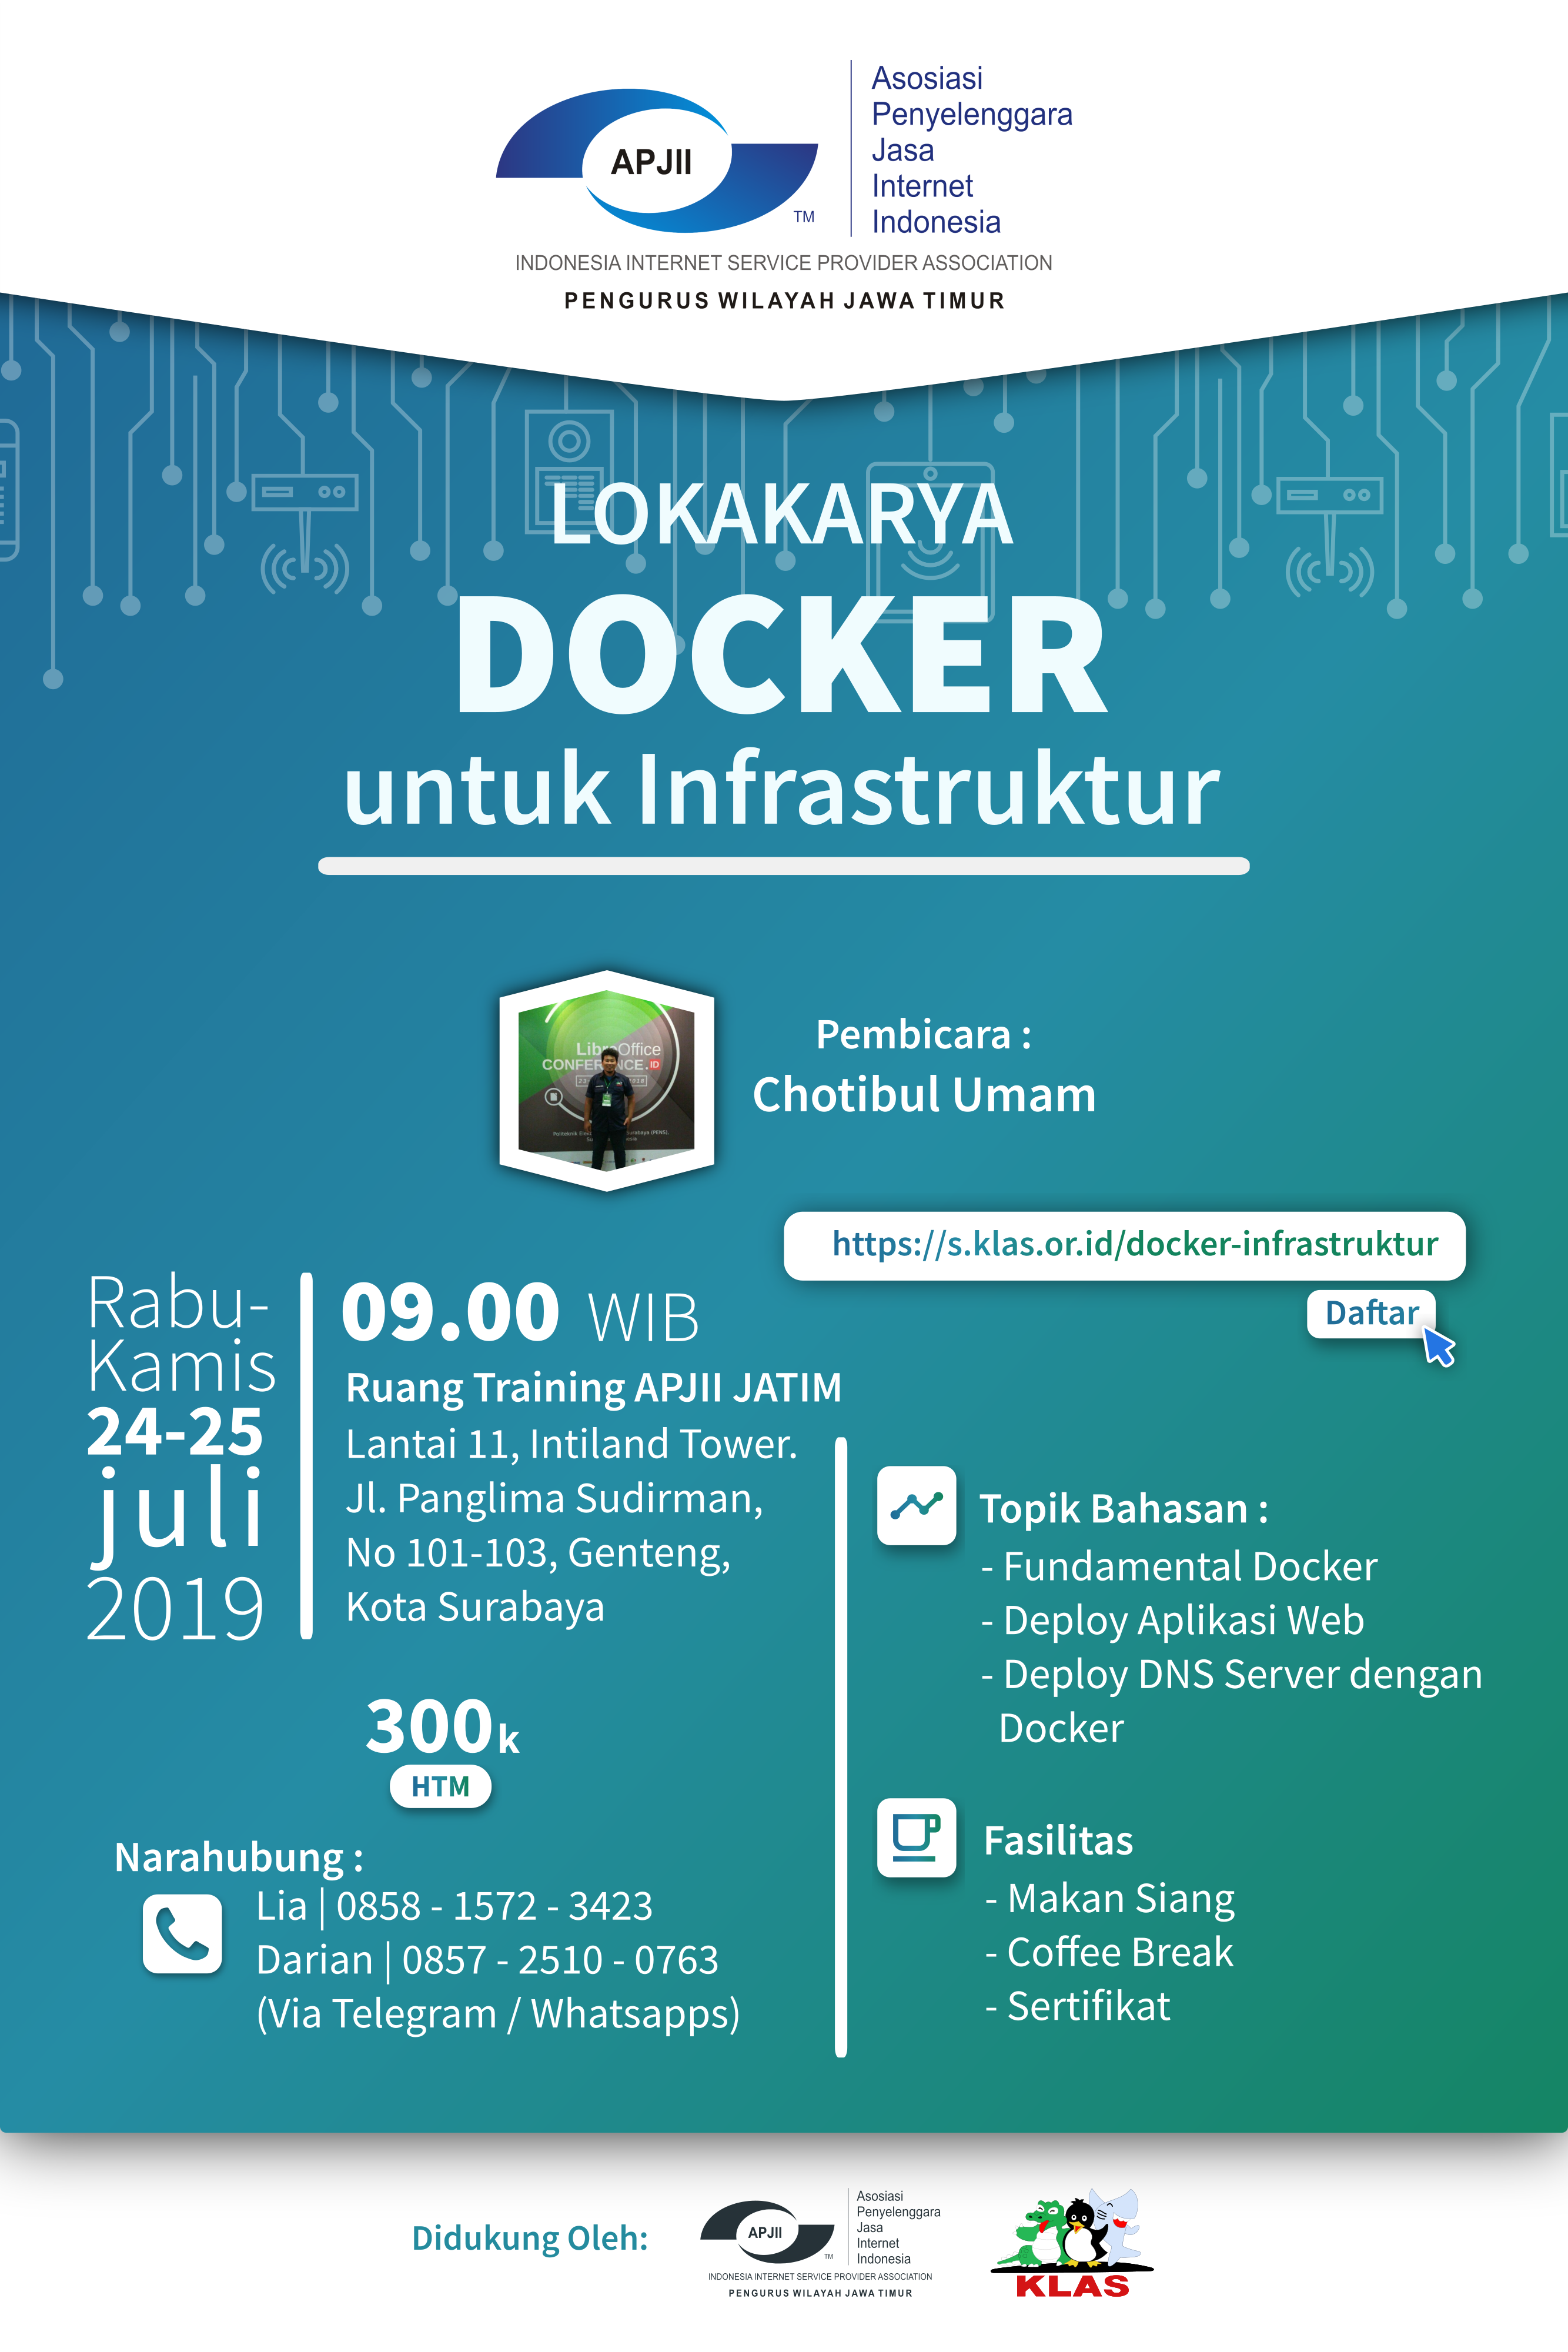 APJII
TM
Asosiasi
Penyelenggara
Jasa
Internet
Indonesia
INDONESIA INTERNET SERVICE PROVIDER ASSOCIATION
PENGURUS WILAYAH JAWA TIMUR
LOKAKARYA
DOCKER
untuk Infrastruktur
LibreOffice
CONFERENCE.ID
Pembicara :
Chotibul Umam
https://s.klas.or.id/docker-infrastruktur
Daftar
Rabu-
Kamis
24-25
juli
2019
09.00 WIB
Ruang Training APJII JATIM
Lantai 11, Intiland Tower.
Jl. Panglima Sudirman,
No 101-103, Genteng,
Kota Surabaya
300k
HTM
Narahubung :
Lia | 0858 - 1572 - 3423
Darian | 0857 - 2510 - 0763
(Via Telegram / Whatsapps)
Topik Bahasan :
- Fundamental Docker
- Deploy Aplikasi Web
- Deploy DNS Server dengan
Docker
Fasilitas
- Makan Siang
- Coffee Break
- Sertifikat
Didukung Oleh:
APJII
TM
Asosiasi
Penyelenggara
Jasa
Internet
Indonesia
INDONESIA INTERNET SERVICE PROVIDER ASSOCIATION
PENGURUS WILAYAH JAWA TIMUR
KLAS